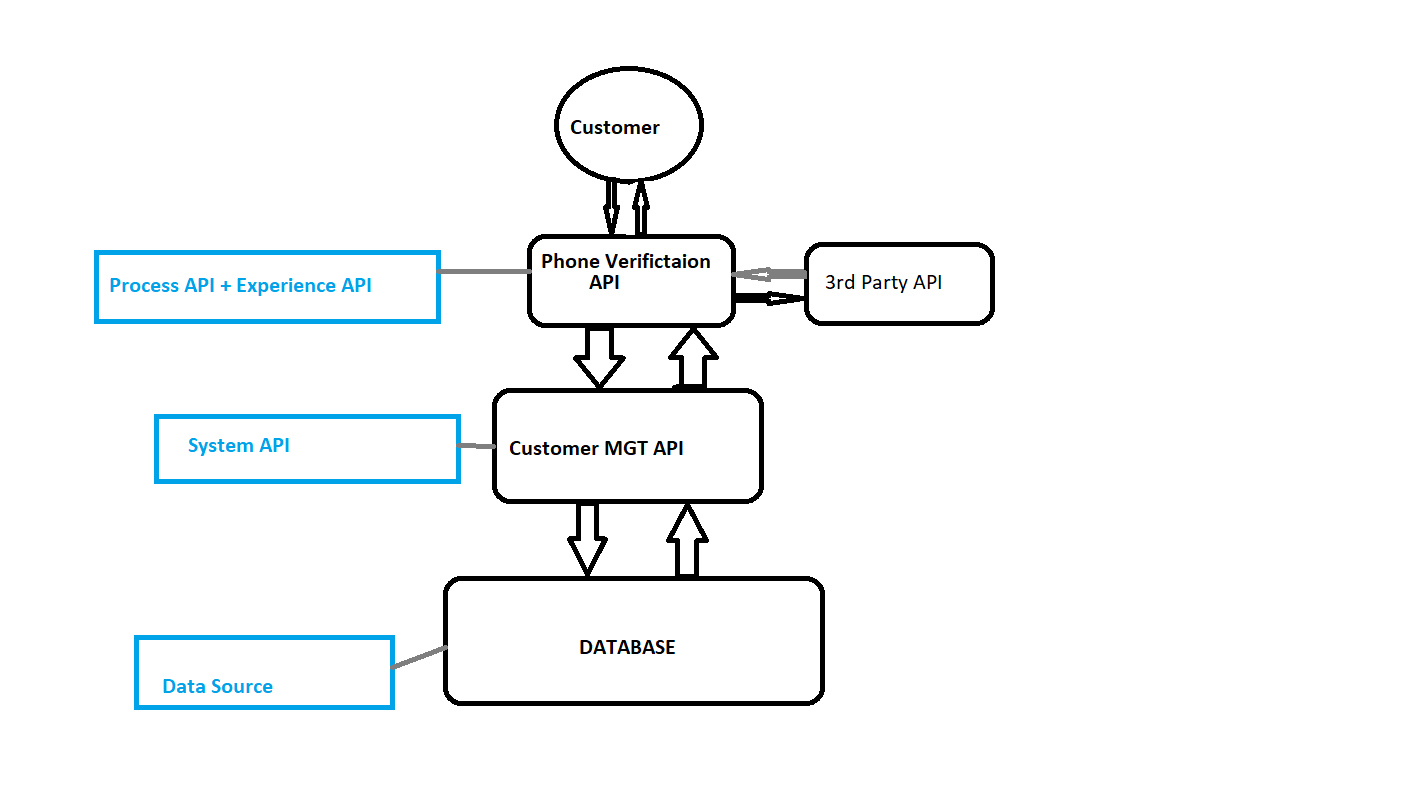 Customer
Phone Verifictaion
API
Process API + Experience API
3rd Party API
System API
Customer MGT API
DATABASE
Data Source